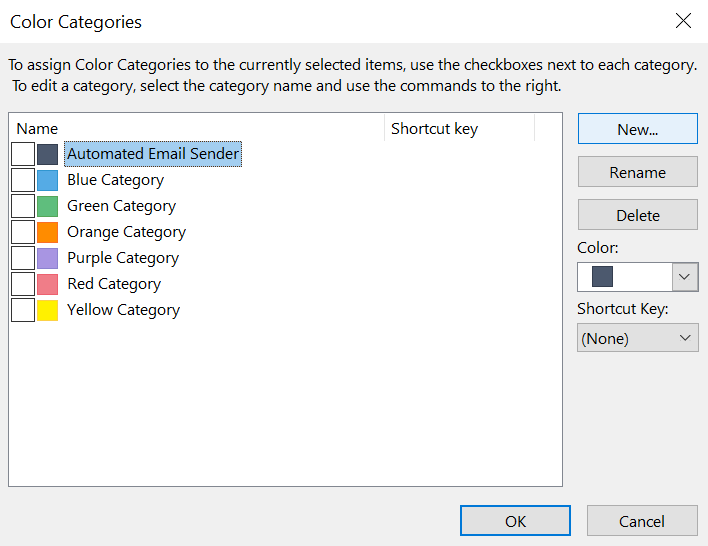 Color Categories
To assign Color Categories to the currently selected items, use the checkboxes next to each category.
To edit a category, select the category name and use the commands to the right.
Name Shortcut key
Automated Email Sender
Blue Category
Green Category
Orange Category
Purple Category
Red Category
Yellow Category
New...
Rename
Delete
Color:
Shortcut Key:
(None)
OK Cancel